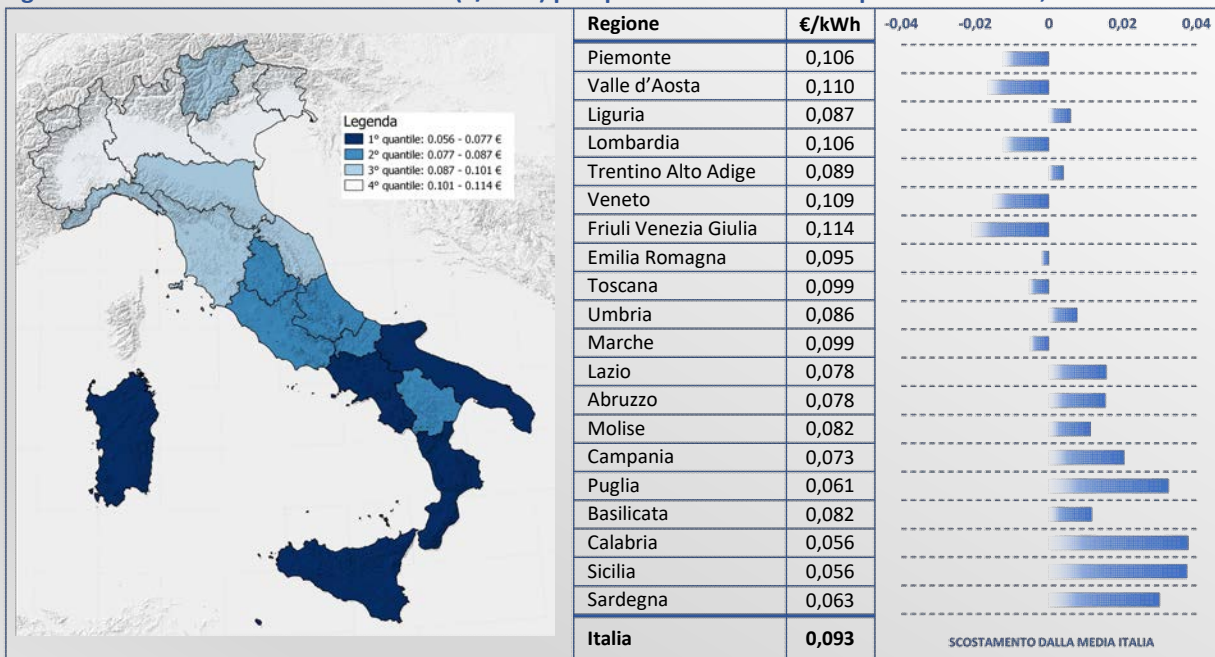 Regione €/kWh -0,04 -0,02 0 0,02 0,04
Piemonte 0,106
Valle d’Aosta 0,110
Liguria 0,087
Lombardia 0,106
Trentino Alto Adige 0,089
Veneto 0,109
Friuli Venezia Giulia 0,114
Emilia Romagna 0,095
Toscana 0,099
Umbria 0,086
Marche 0,099
Lazio 0,078
Abruzzo 0,078
Molise 0,082
Campania 0,073
Puglia 0,061
Basilicata 0,082
Calabria 0,056
Sicilia 0,056
Sardegna 0,063
Italia 0,093
SCOSTAMENTO DALLA MEDIA ITALIA
Legenda
1° quantile: 0.056 - 0.077 €
2° quantile: 0.077 - 0.087 €
3° quantile: 0.087 - 0.101 €
4° quantile: 0.101 - 0.114 €